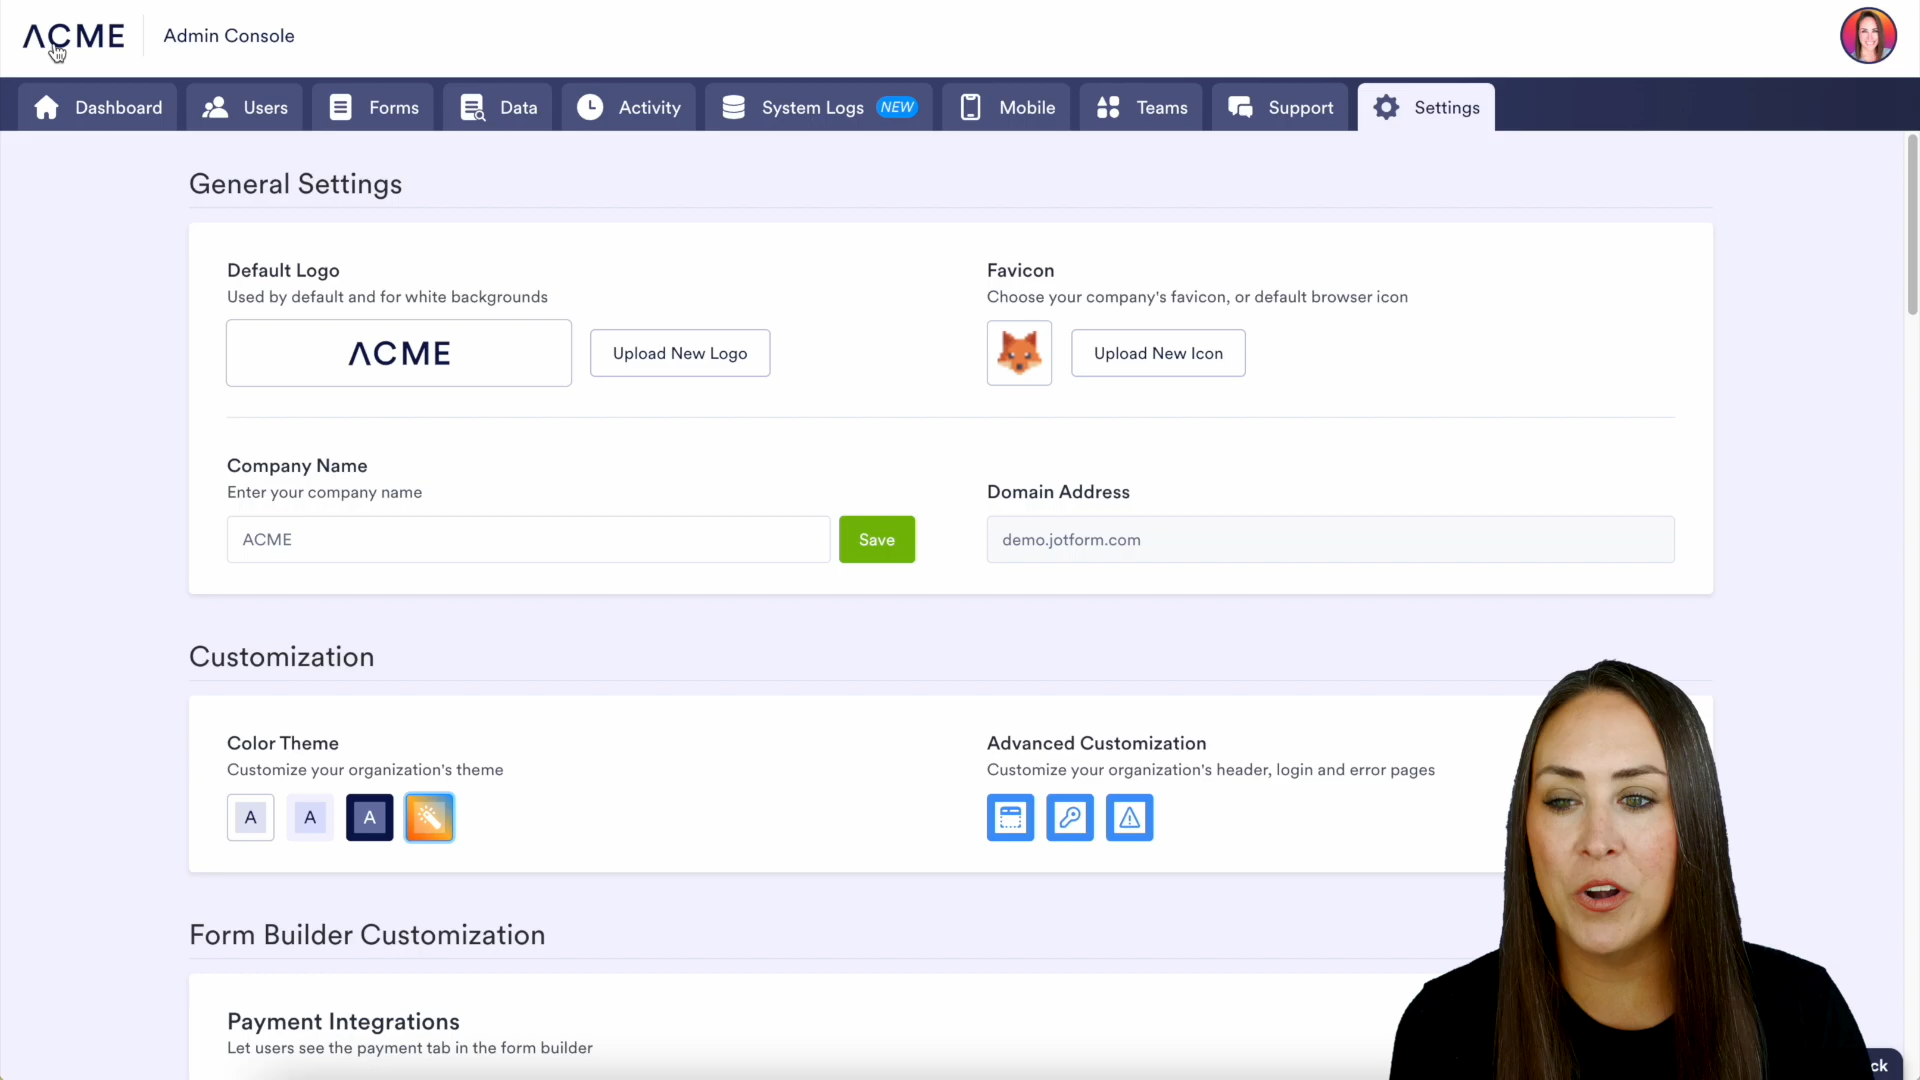 ACME Admin Console
Dashboard Users Forms Data Activity System Logs NEW Mobile Teams Support Settings
General Settings
Default Logo
Used by default and for white backgrounds
ACME
Upload New Logo
Favicon
Choose your company's favicon, or default browser icon
Upload New Icon
Company Name
Enter your company name
ACME
Save
Domain Address
demo.jotform.com
Customization
Color Theme
Customize your organization's theme
A A A
Advanced Customization
Customize your organization's header, login and error pages
Form Builder Customization
Payment Integrations
Let users see the payment tab in the form builder